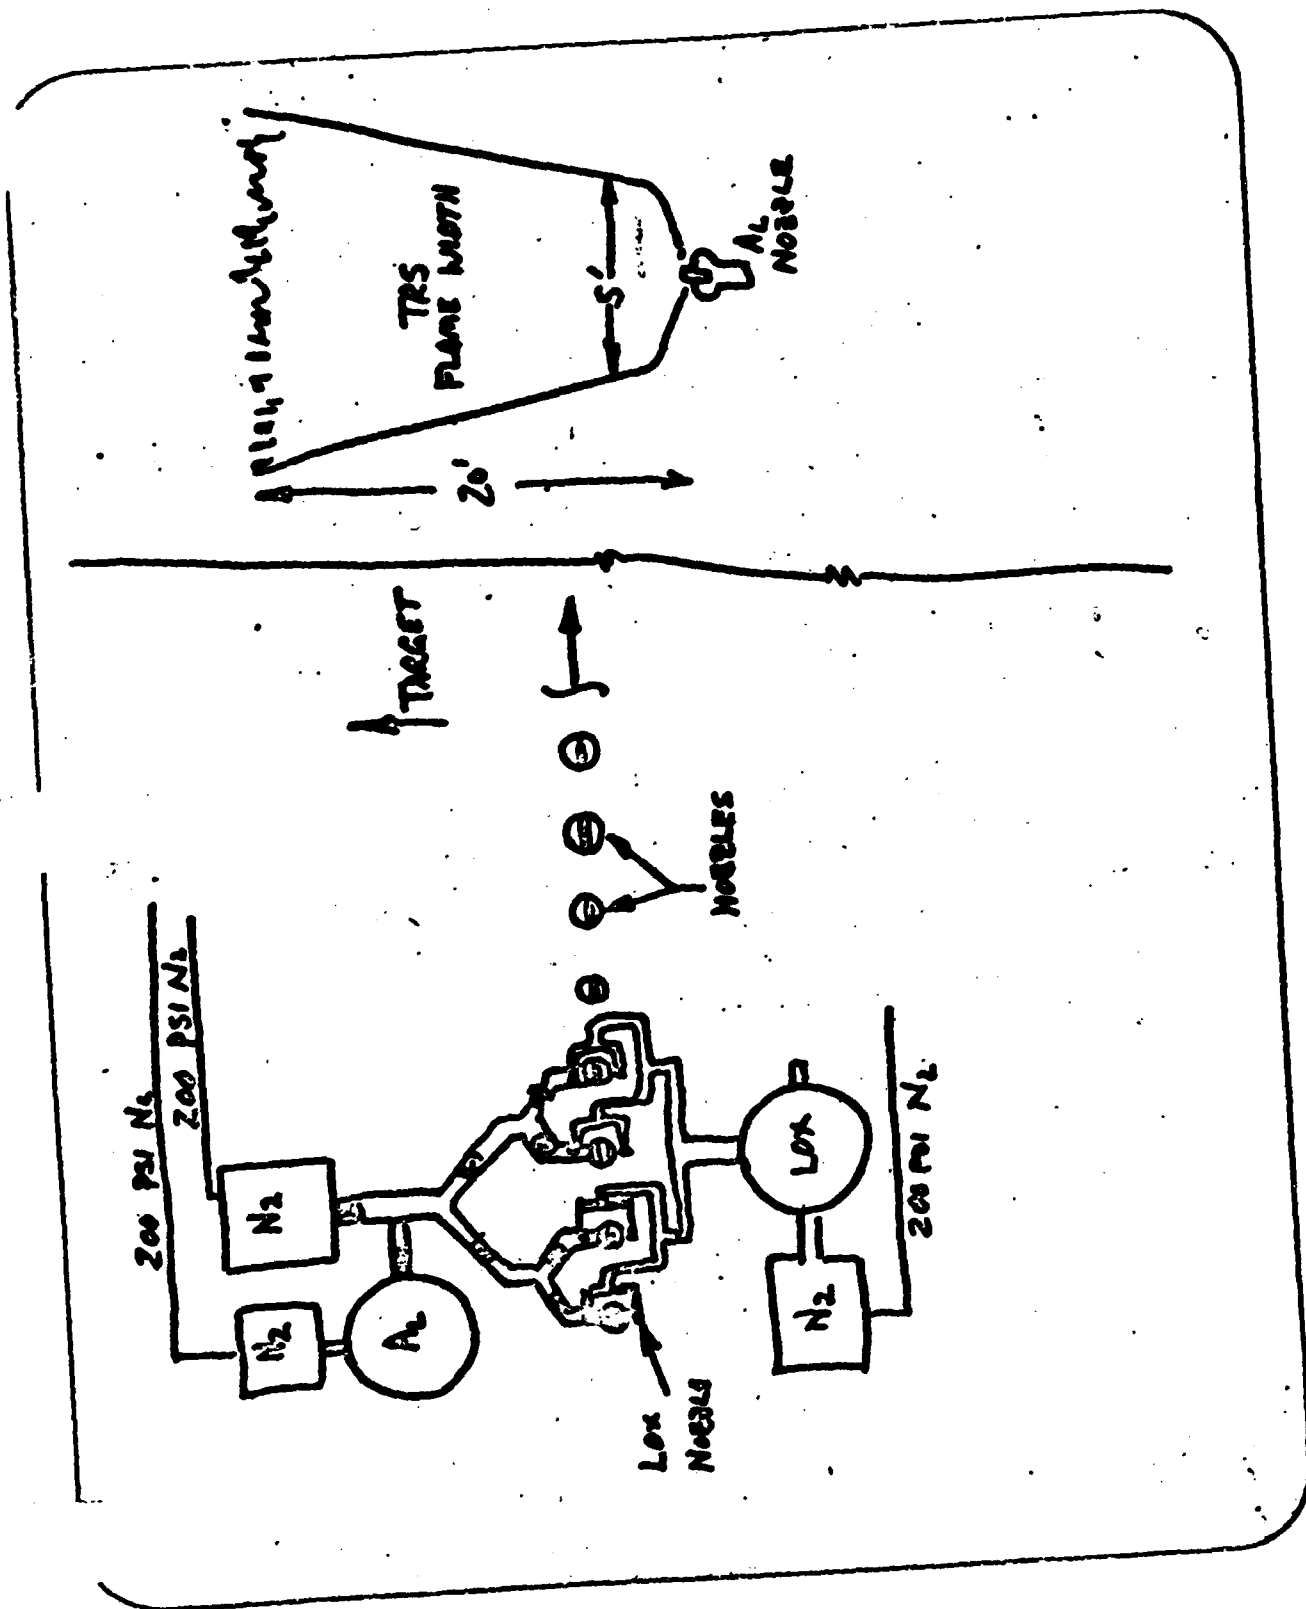 200 PSI N2
200 PSI N2
N2
N2
AL
LOX
NOZZLE
LOX
N2
200 PSI N2
NOZZLES
TARGET
20'
TRS
FLAME WIDTH
5'
AL
NOZZLE